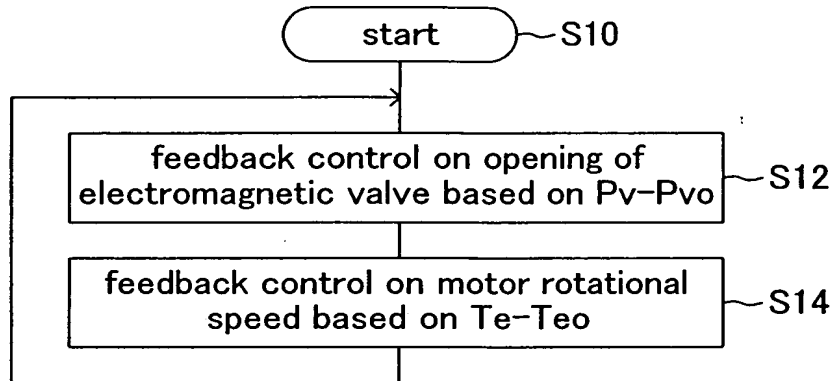 start
S10
feedback control on opening of
electromagnetic valve based on Pv-Pvo
S12
feedback control on motor rotational
speed based on Te-Teo
S14